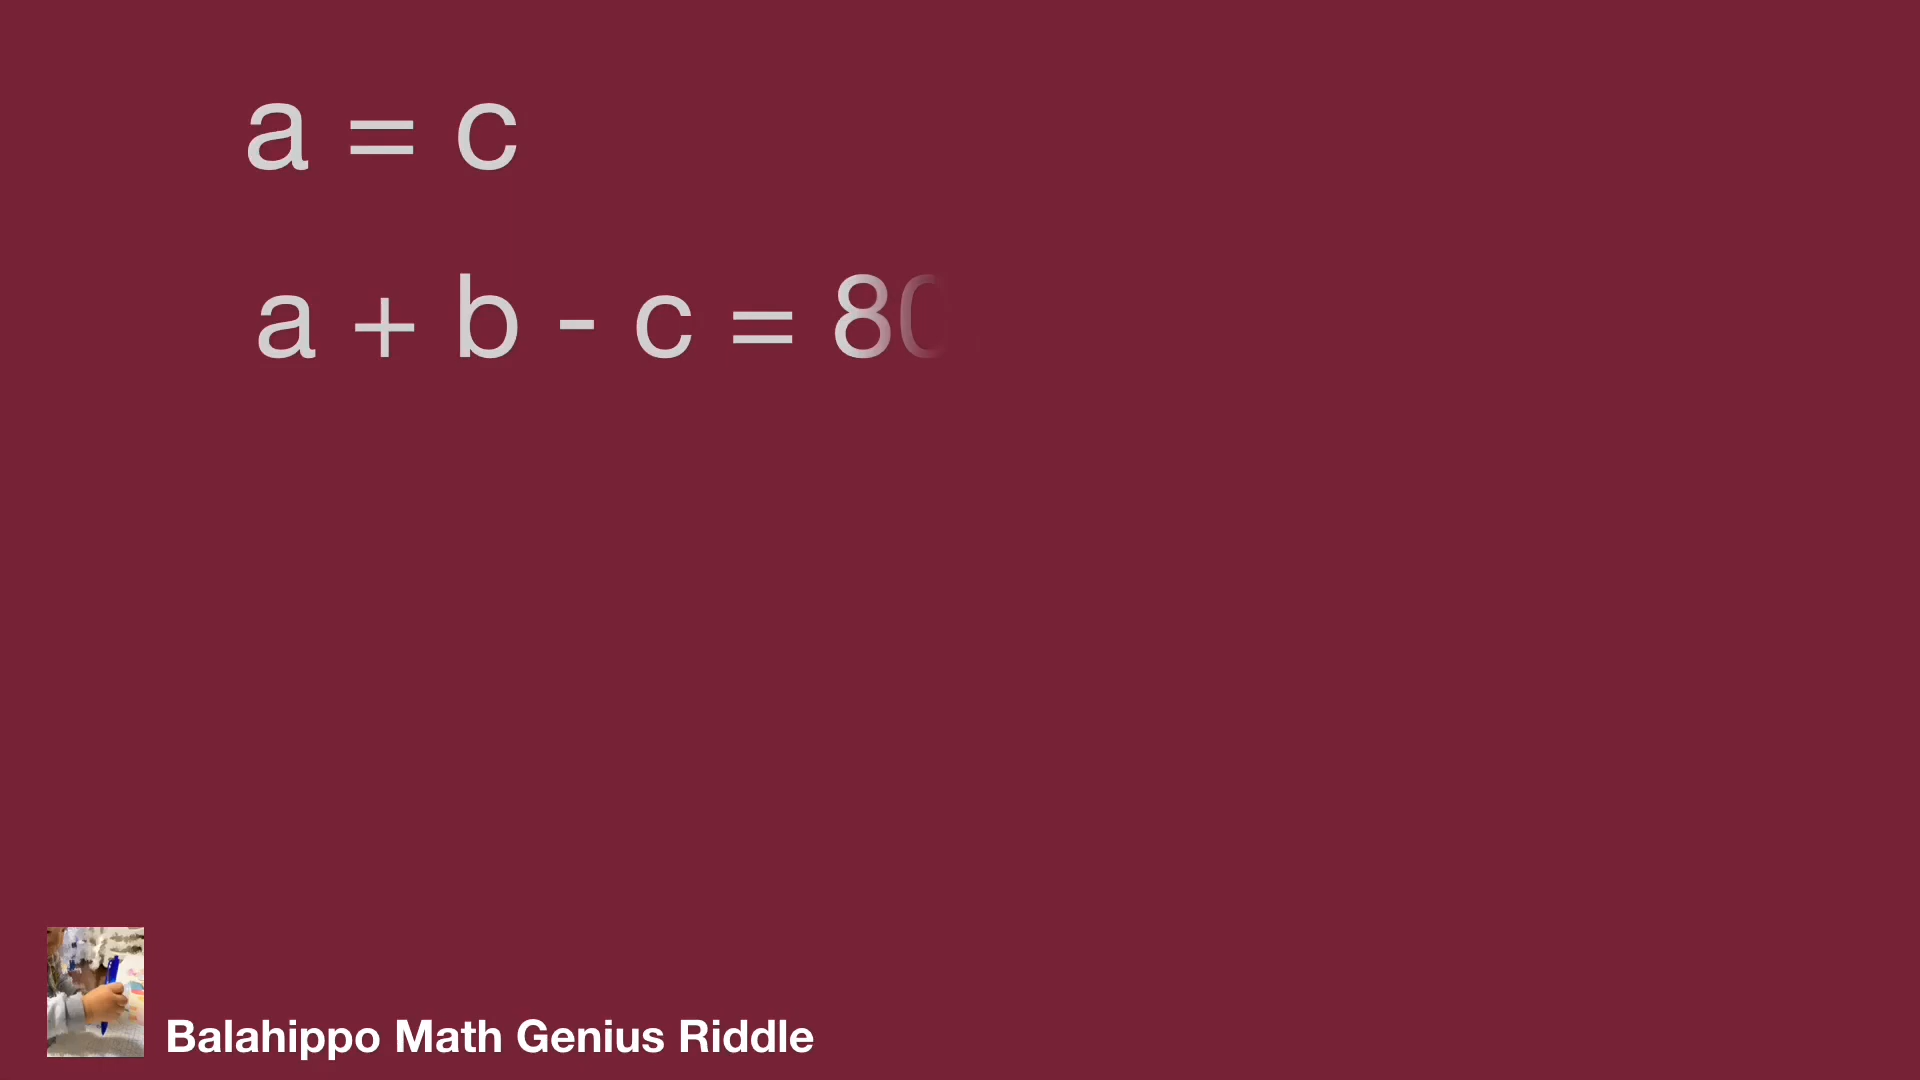 a = c
a + b - c = 80
Balahippo Math Genius Riddle